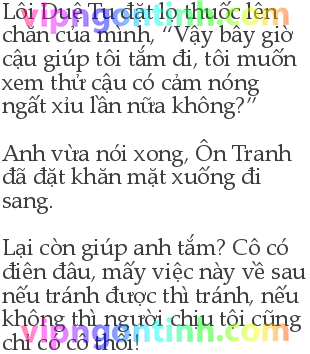 Lôi Duệ Tu đặt lọ thuốc lên
chăn của mình, “Vậy bây giờ
cậu giúp tôi tắm đi, tôi muốn
xem thử cậu có cảm nóng
ngất xỉu lần nữa không?”
Anh vừa nói xong, Ôn Tranh
đã đặt khăn mặt xuống đi
sang.
Lại còn giúp anh tắm? Cô có
điên đâu, mấy việc này về sau
nếu tránh được thì tránh, nếu
không thì người chịu tội cũng
chỉ có cô thôi!
vipngontinh.com
vipngontinh.com
vipngontinh.com